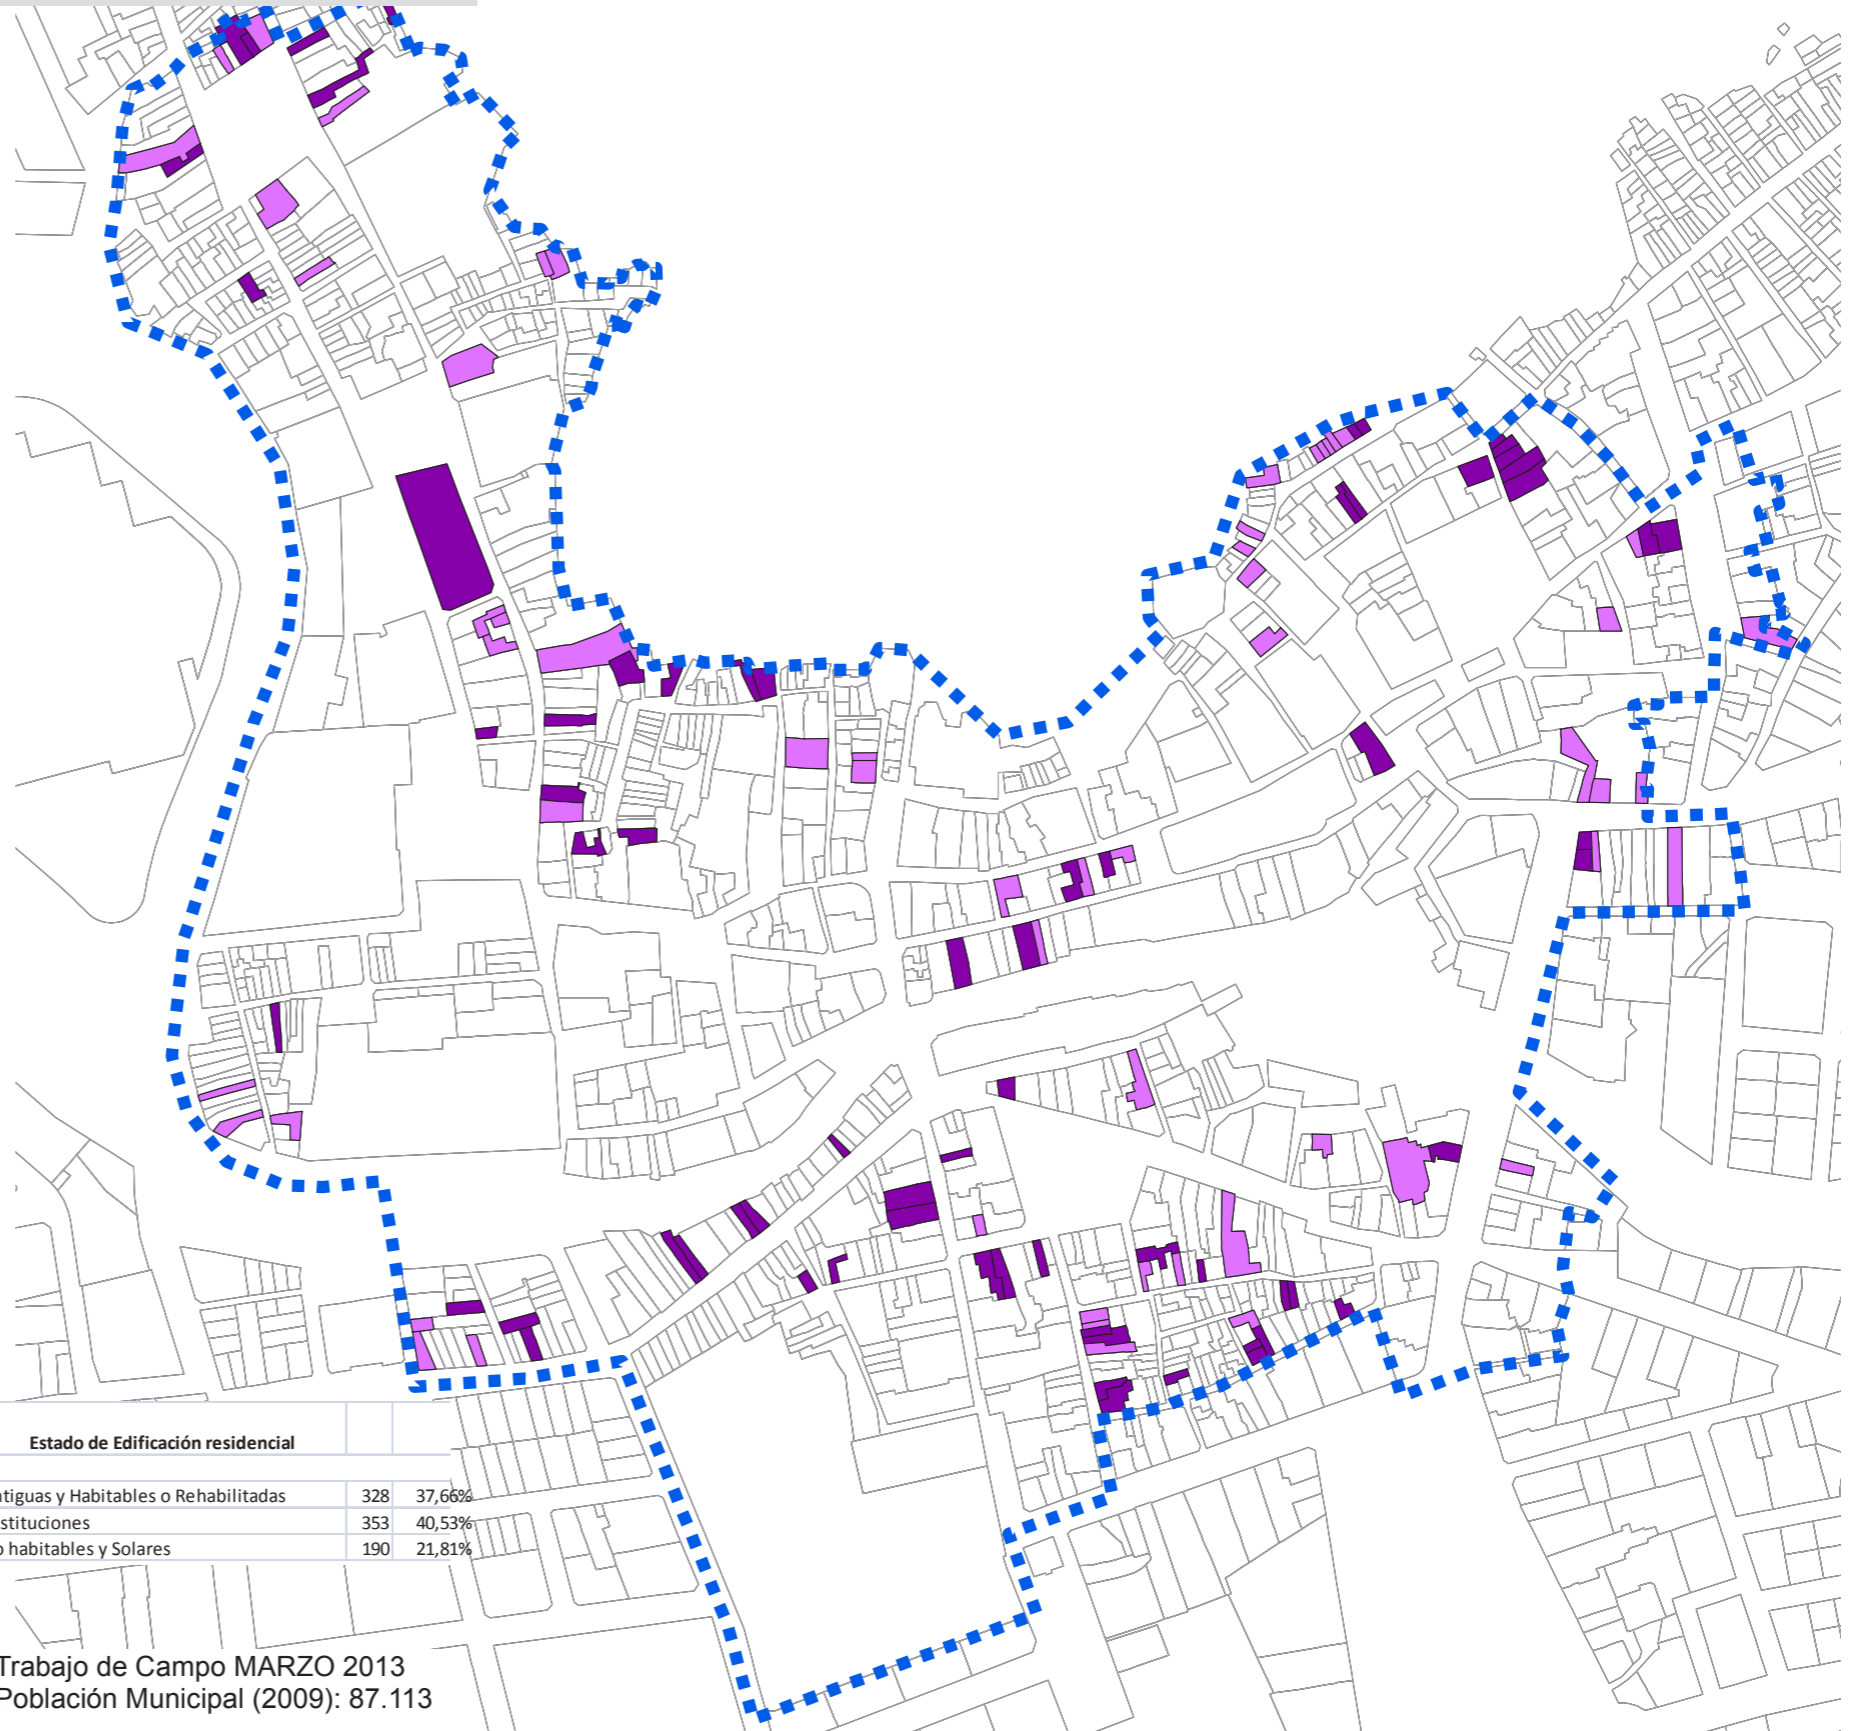 Estado de Edificación residencial
tiguas y Habitables o Rehabilitadas 328 37,66%
stituciones 353 40,53%
o habitables y Solares 190 21,81%
Trabajo de Campo MARZO 2013
Población Municipal (2009): 87.113